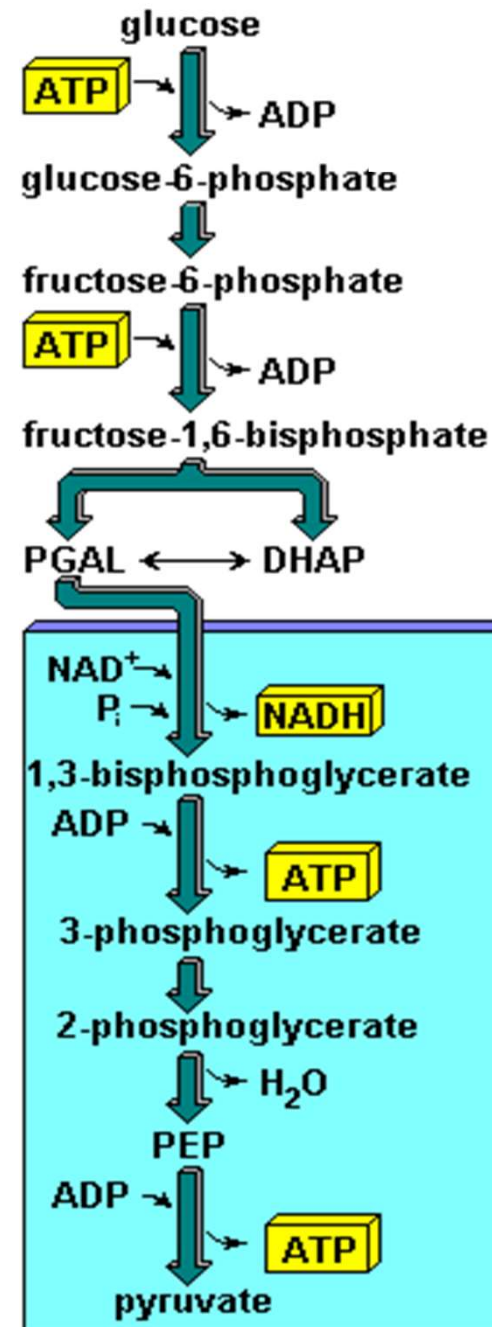 glucose
ATP
ADP
glucose-6-phosphate
fructose-6-phosphate
ATP
ADP
fructose-1,6-bisphosphate
PGAL DHAP
NAD⁺
Pᵢ
NADH
1,3-bisphosphoglycerate
ADP
ATP
3-phosphoglycerate
2-phosphoglycerate
H₂O
PEP
ADP
ATP
pyruvate